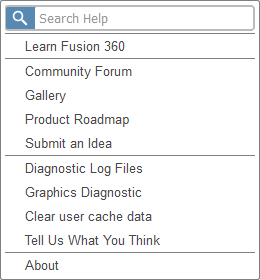 Search Help
Learn Fusion 360
Community Forum
Gallery
Product Roadmap
Submit an Idea
Diagnostic Log Files
Graphics Diagnostic
Clear user cache data
Tell Us What You Think
About